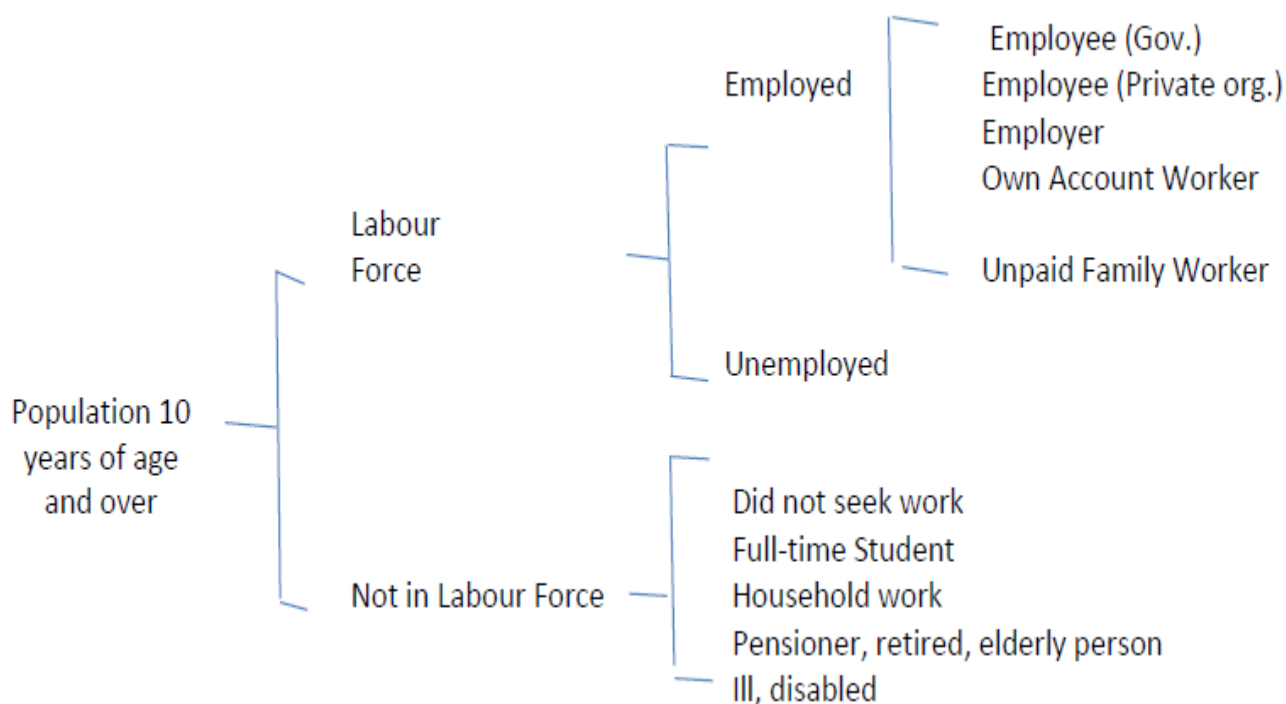 Employee (Gov.)
Employed
Employee (Private org.)
Employer
Own Account Worker
Labour
Force
Unpaid Family Worker
Unemployed
Population 10
years of age
and over
Did not seek work
Full-time Student
Not in Labour Force
Household work
Pensioner, retired, elderly person
Ill, disabled